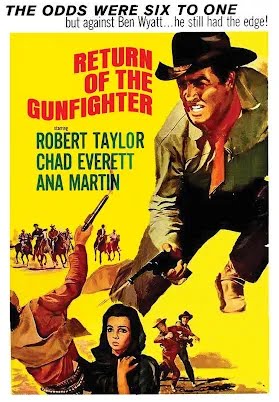 THE ODDS WERE SIX TO ONE
but against Ben Wyatt...he still had the edge!
RETURN
OF THE
GUNFIGHTER
starring
ROBERT TAYLOR
CHAD EVERETT
ANA MARTIN